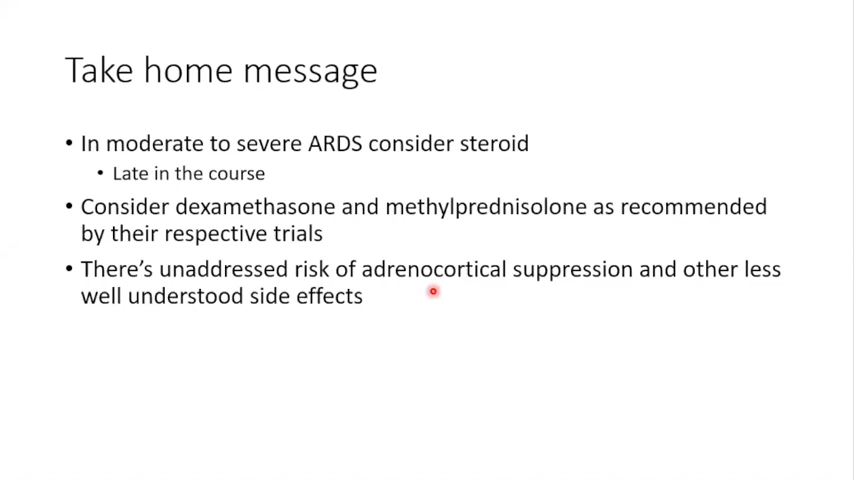 Take home message
• In moderate to severe ARDS consider steroid
• Late in the course
• Consider dexamethasone and methylprednisolone as recommended
by their respective trials
• There’s unaddressed risk of adrenocortical suppression and other less
well understood side effects